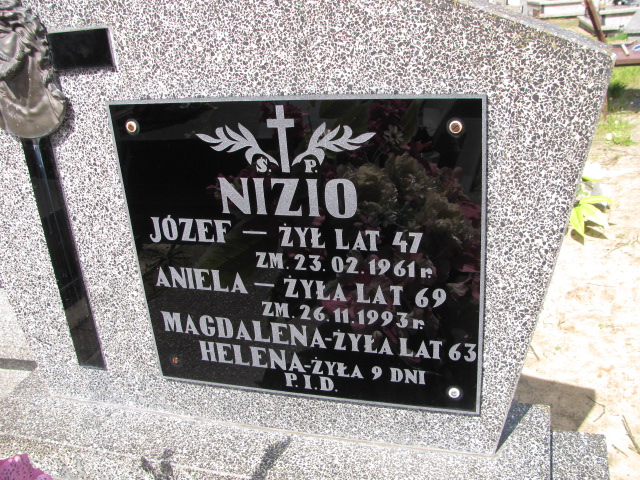 Ś. P.
NIZIO
JÓZEF — ŻYŁ LAT 47
ZM. 23.02.1961 r.
ANIELA — ŻYŁA LAT 69
ZM. 26.11.1993 r.
MAGDALENA-ŻYŁA LAT 63
HELENA-ŻYŁA 9 DNI
P.I.D.